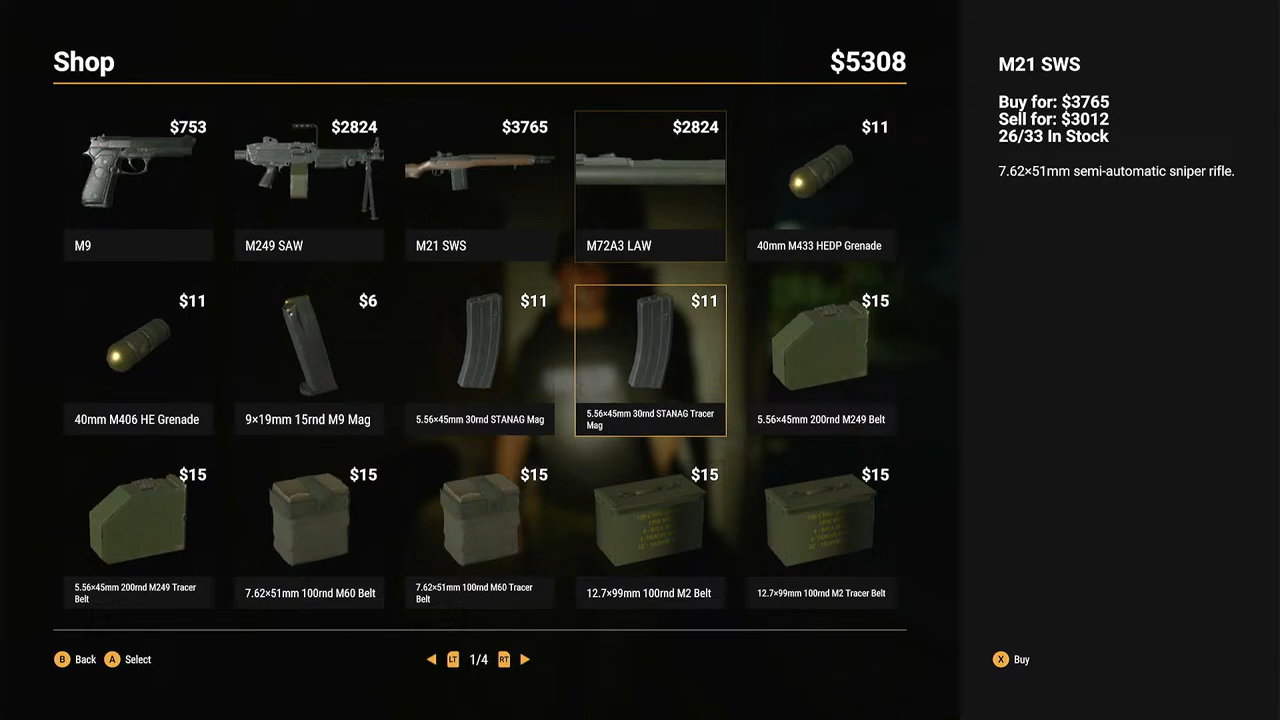 Shop
$5308
$753
$2824
$3765
$2824
$11
M9
M249 SAW
M21 SWS
M72A3 LAW
40mm M433 HEDP Grenade
$11
$6
$11
$11
$15
40mm M406 HE Grenade
9×19mm 15rnd M9 Mag
5.56×45mm 30rnd STANAG Mag
5.56×45mm 30rnd STANAG Tracer
Mag
5.56×45mm 200rnd M249 Belt
$15
$15
$15
$15
$15
5.56×45mm 200rnd M249 Tracer
Belt
7.62×51mm 100rnd M60 Belt
7.62×51mm 100rnd M60 Tracer
Belt
12.7×99mm 100rnd M2 Belt
12.7×99mm 100rnd M2 Tracer Belt
B Back A Select
LT 1/4 RT
M21 SWS
Buy for: $3765
Sell for: $3012
26/33 In Stock
7.62×51mm semi-automatic sniper rifle.
X Buy